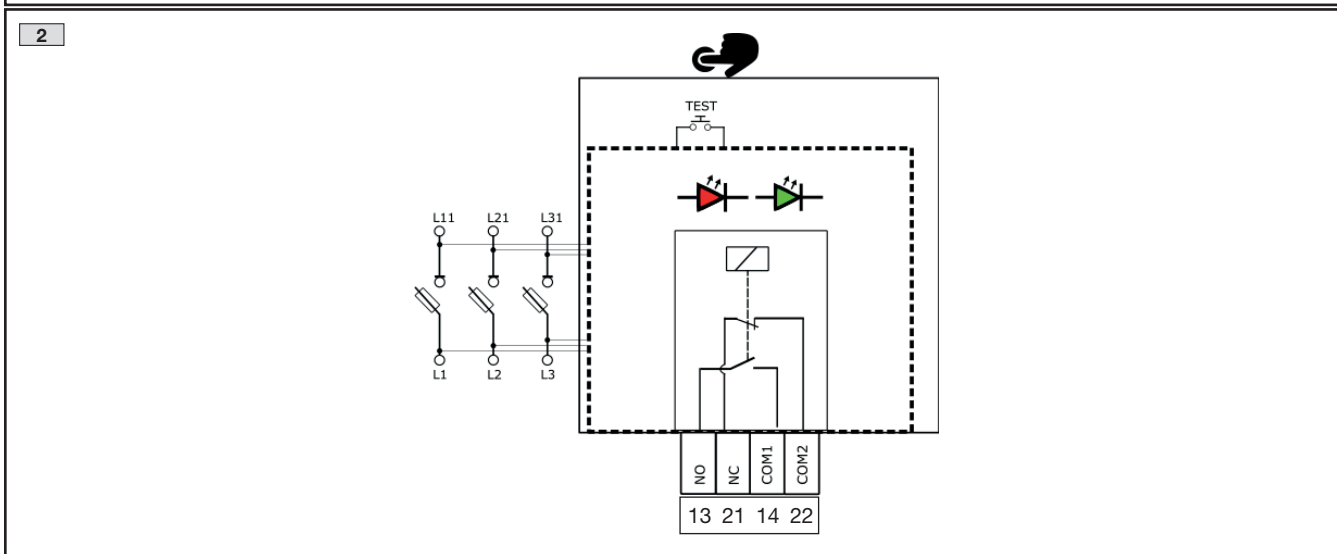 2
TEST
L11 L21 L31
L1 L2 L3
NO NC COM1 COM2
13 21 14 22